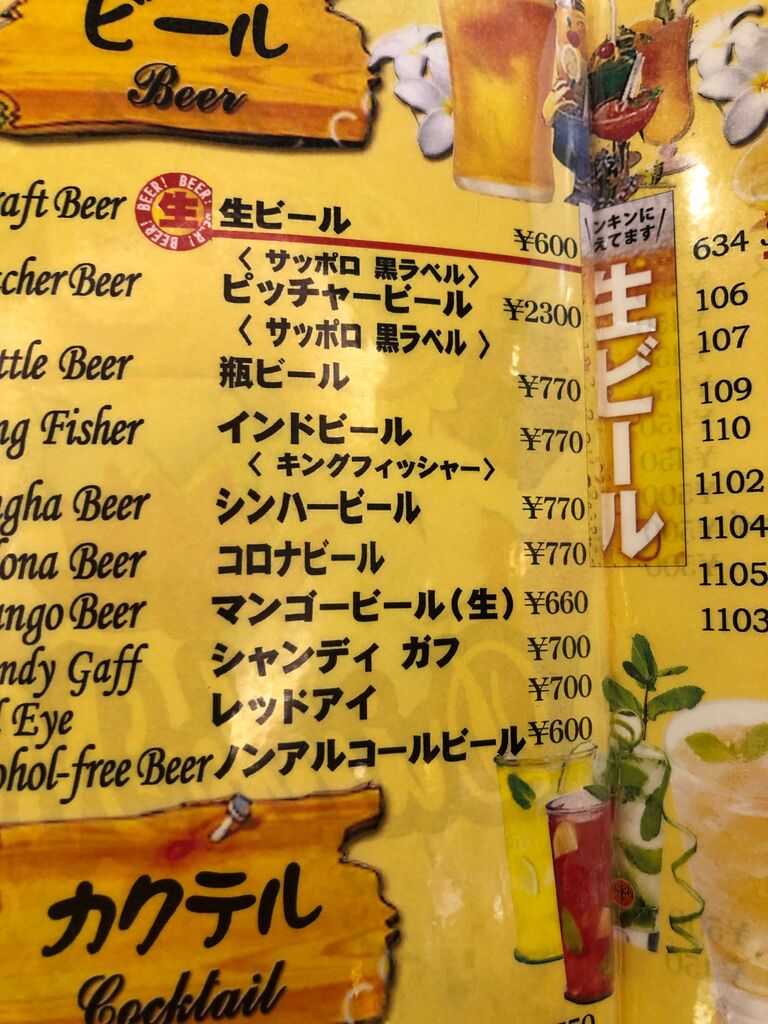 ビール
Beer
raft Beer BEER! BEER! BEER! 生 生ビール ¥600
〈 サッポロ 黒ラベル〉
cher Beer ピッチャービール ¥2300
〈 サッポロ 黒ラベル 〉
ttle Beer 瓶ビール ¥770
ng Fisher インドビール ¥770
〈 キングフィッシャー〉
gha Beer シンハービール ¥770
ona Beer コロナビール ¥770
ango Beer マンゴービール(生) ¥660
ndy Gaff シャンディ ガフ ¥700
Eye レッドアイ ¥700
ohol-free Beer ノンアルコールビール ¥600
カクテル
Cocktail
ンキンに
えてます
生ビール
634
106
107
109
110
1102
1104
1105
1103